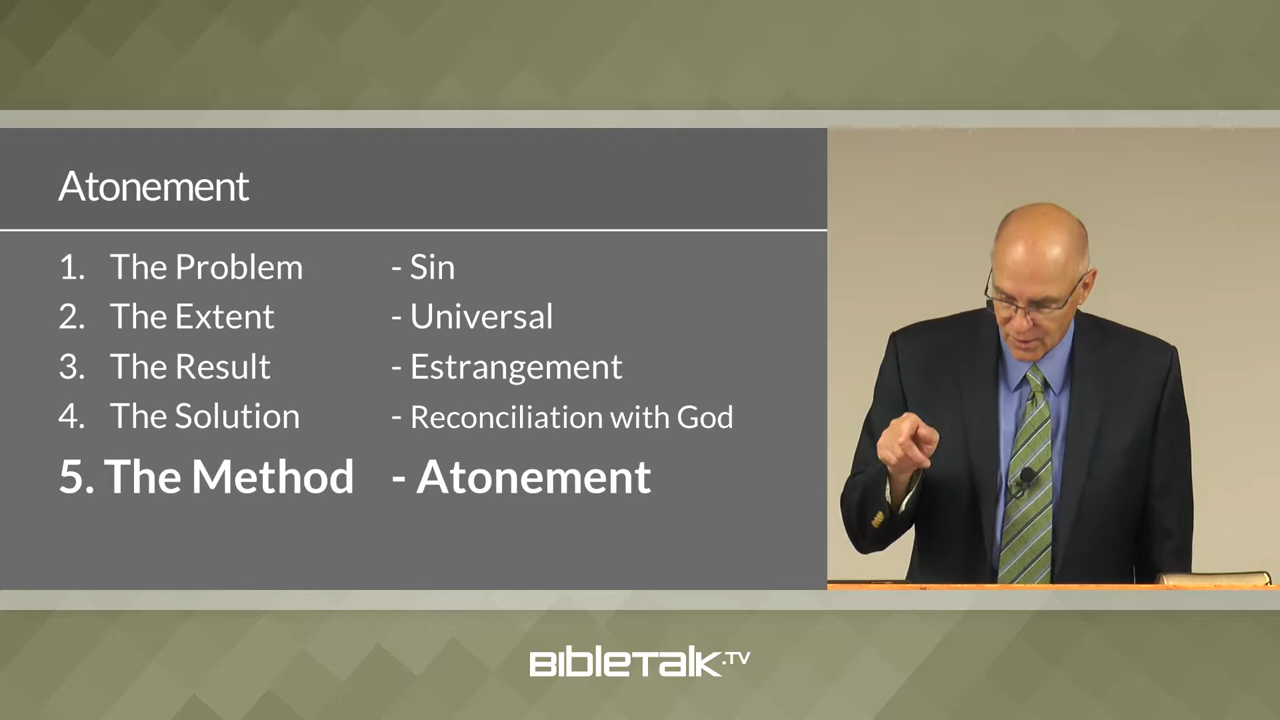 Atonement
1. The Problem - Sin
2. The Extent - Universal
3. The Result - Estrangement
4. The Solution - Reconciliation with God
5. The Method - Atonement
BIBLETALK.TV